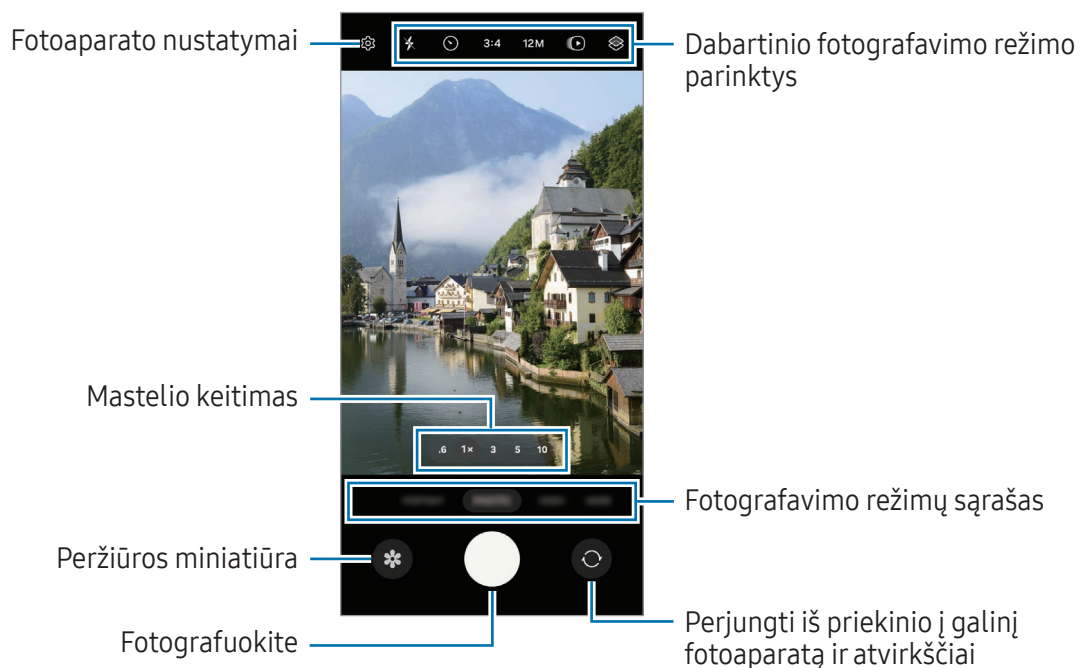 Fotoaparato nustatymai
3:4
12M
Dabartinio fotografavimo režimo
parinktys
Mastelio keitimas
.6 1× 3 5 10
Fotografavimo režimų sąrašas
Peržiūros miniatiūra
Fotografuokite
Perjungti iš priekinio į galinį
fotoaparatą ir atvirkščiai